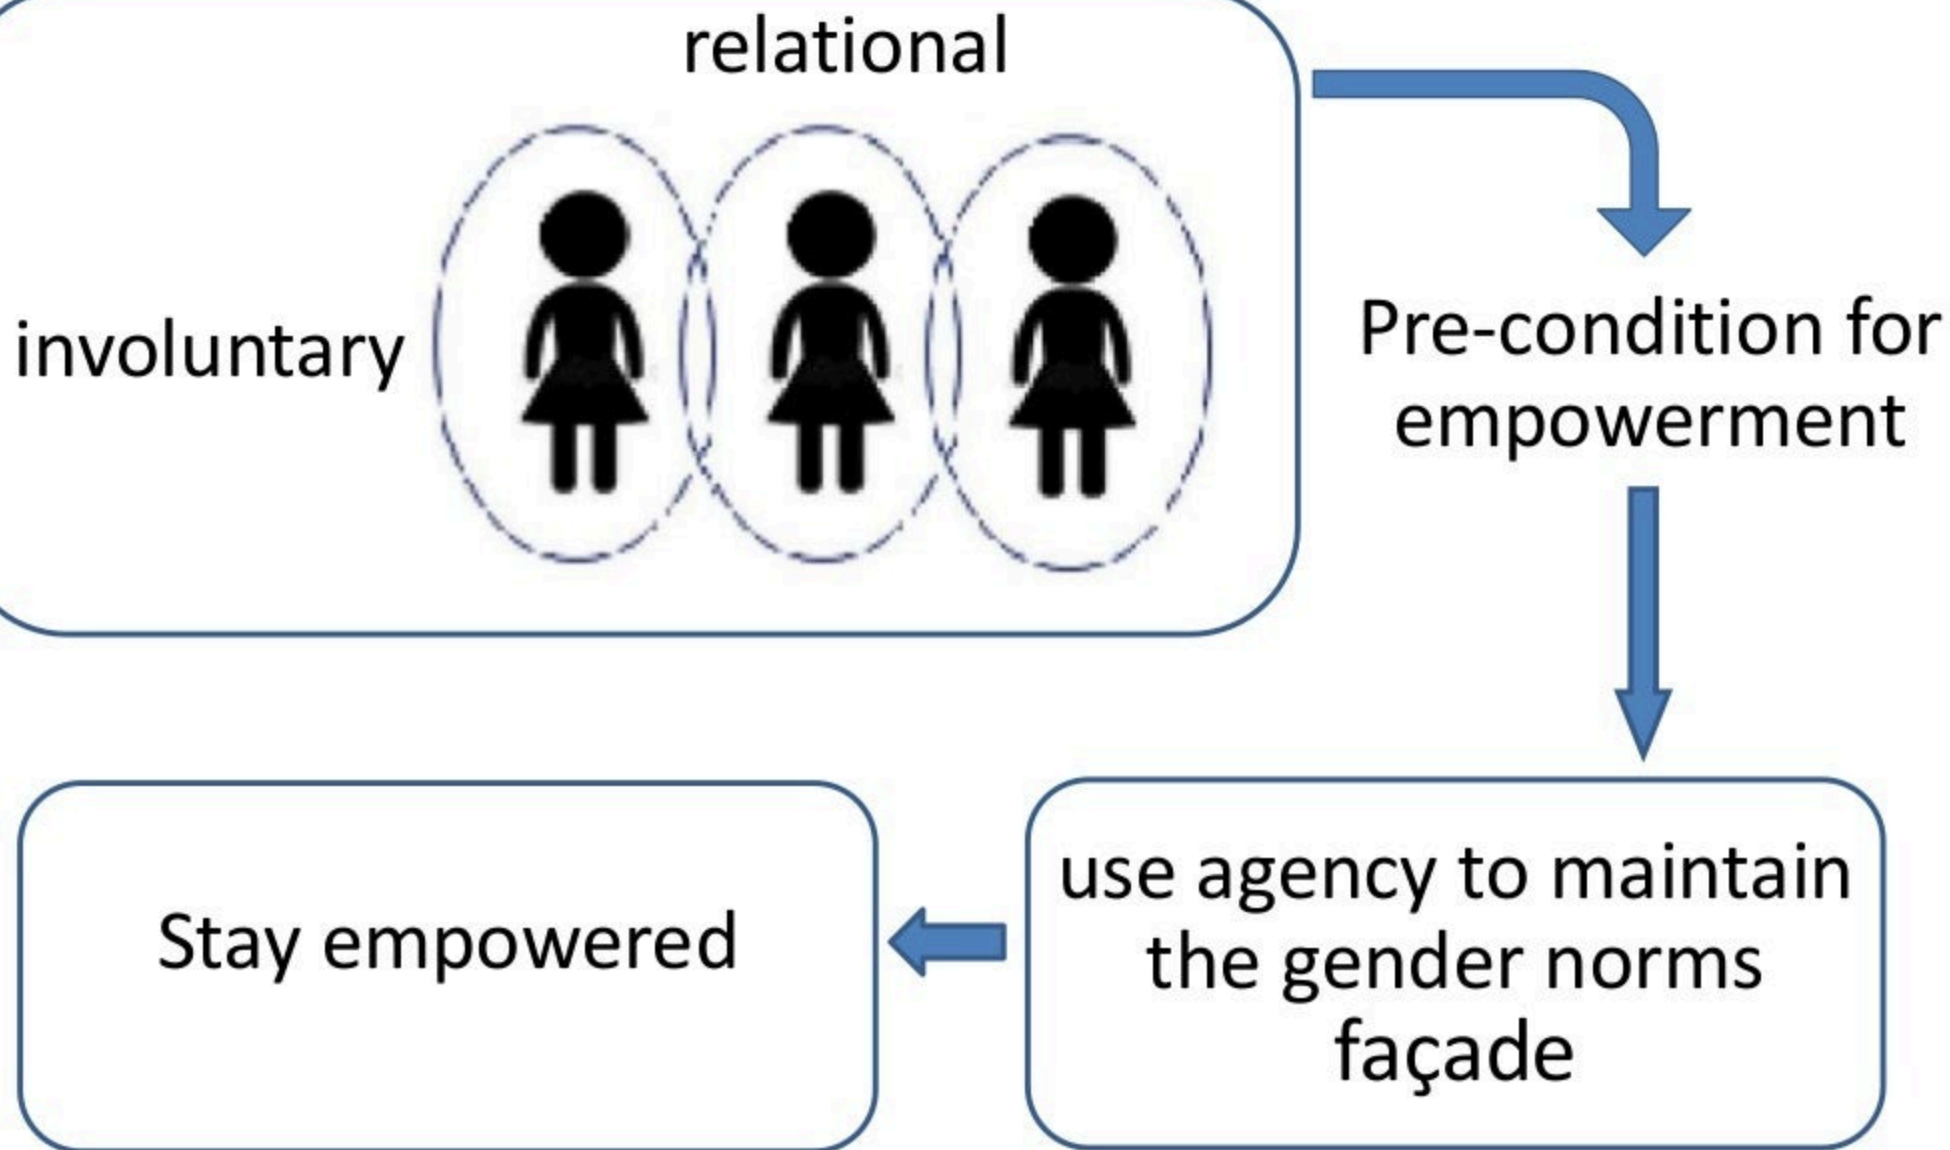 relational
involuntary
Pre-condition for
empowerment
use agency to maintain
the gender norms
façade
Stay empowered